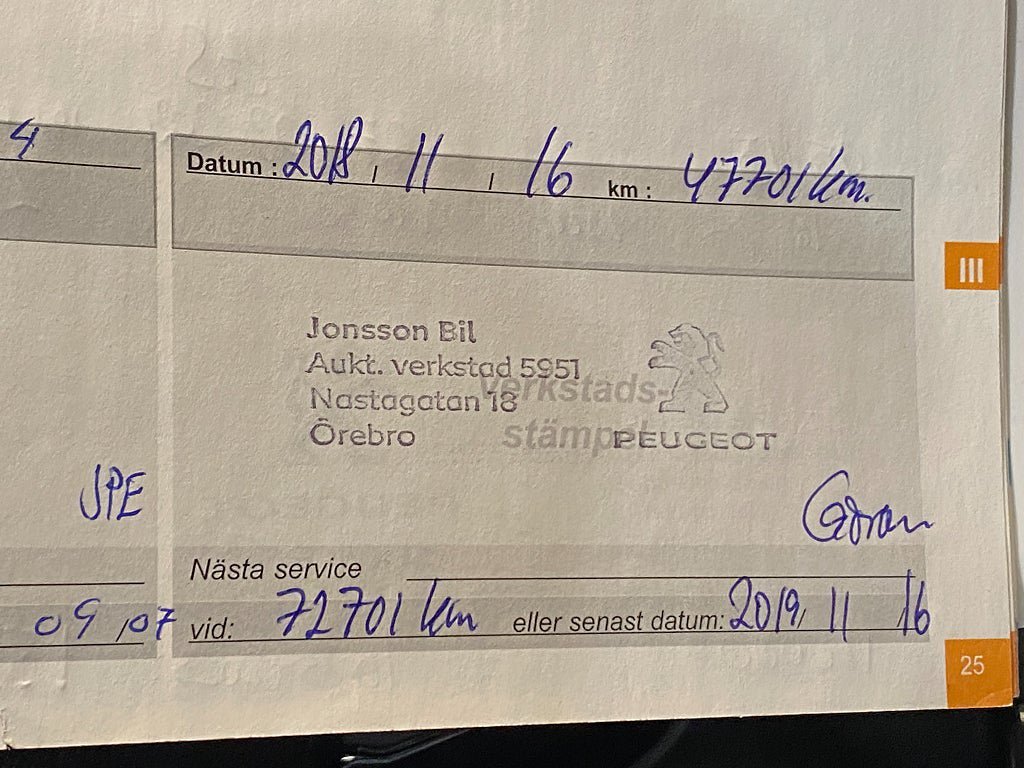 4
Datum : 2018 / 11 / 16 km : 47701 km.
III
Jonsson Bil
Aukt. verkstad 5951
Nastagatan 18
Örebro
verkstads-
stämpel
PEUGEOT
JPE
Göran
Nästa service
09 / 07
vid: 72701 km eller senast datum: 2019 / 11 / 16
25